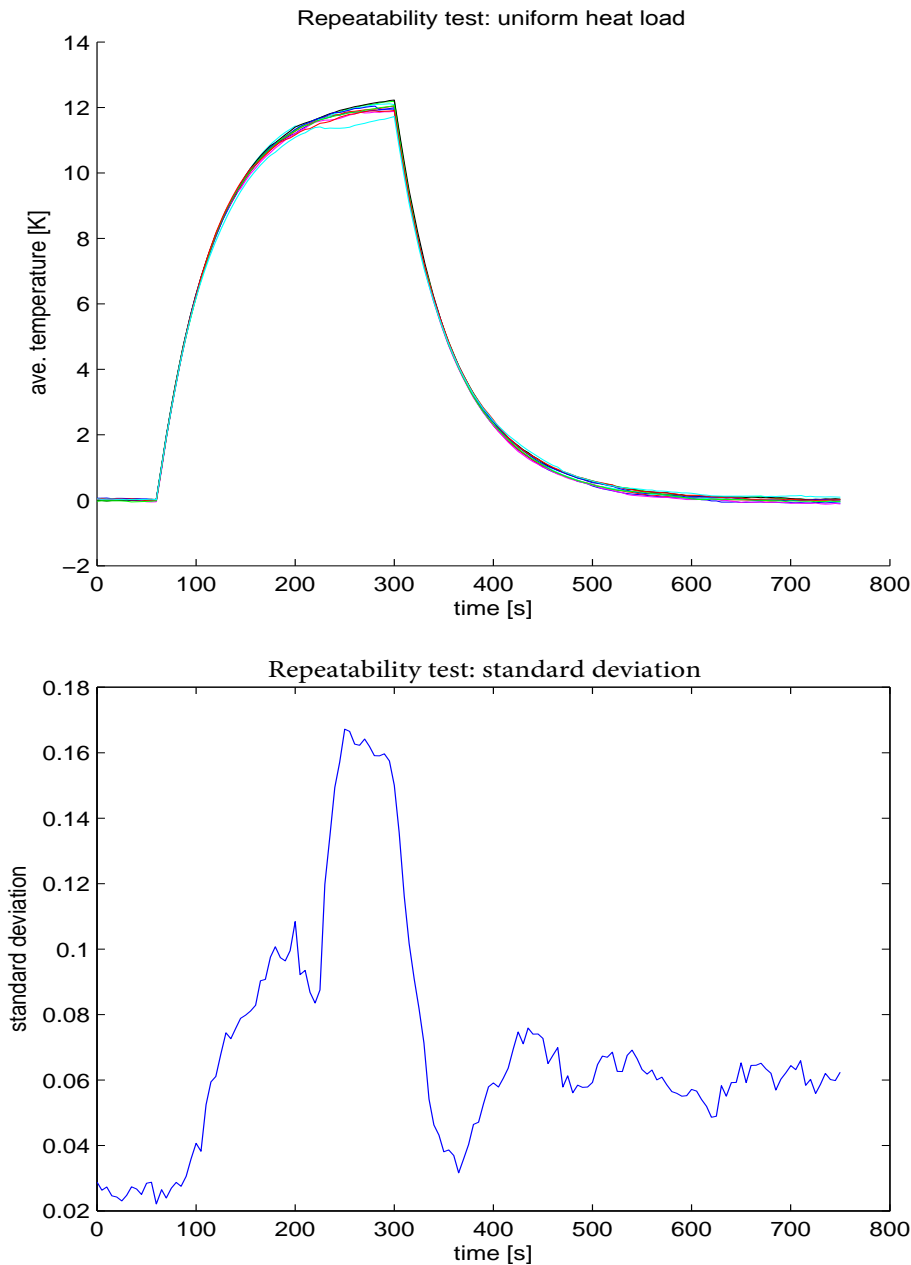 Repeatability test: uniform heat load
14
12
10
8
6
4
2
0
−2
ave. temperature [K]
0 100 200 300 400 500 600 700 800
time [s]
Repeatability test: standard deviation
0.18
0.16
0.14
0.12
0.1
0.08
0.06
0.04
0.02
standard deviation
0 100 200 300 400 500 600 700 800
time [s]